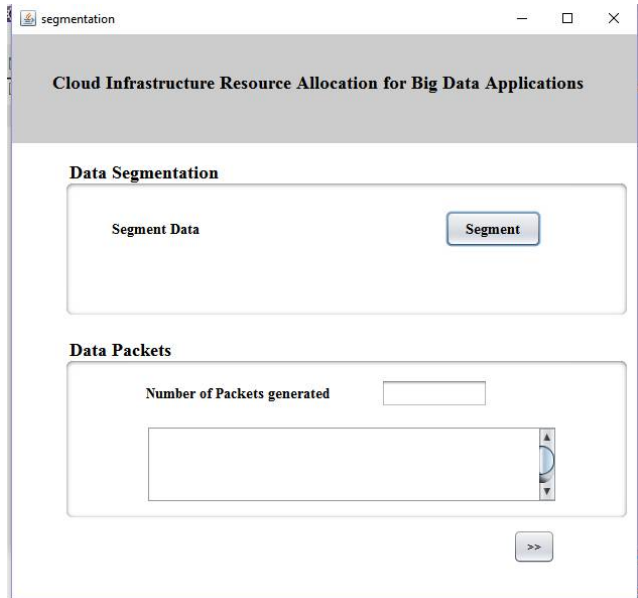 segmentation
Cloud Infrastructure Resource Allocation for Big Data Applications
Data Segmentation
Segment Data
Segment
Data Packets
Number of Packets generated
>>